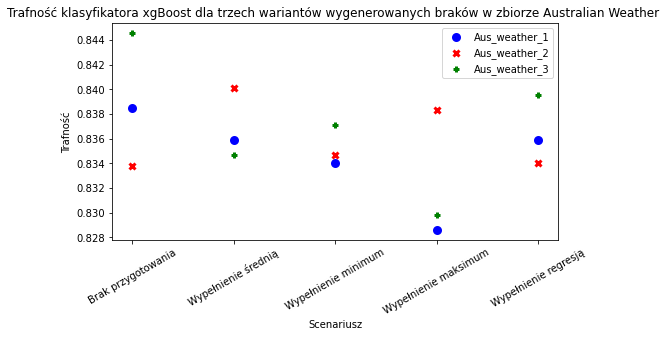 Trafność klasyfikatora xgBoost dla trzech wariantów wygenerowanych braków w zbiorze Australian Weather
Aus_weather_1
Aus_weather_2
Aus_weather_3
Trafność
0.844
0.842
0.840
0.838
0.836
0.834
0.832
0.830
0.828
Brak przygotowania
Wypełnienie średnią
Wypełnienie minimum
Wypełnienie maksimum
Wypełnienie regresją
Scenariusz